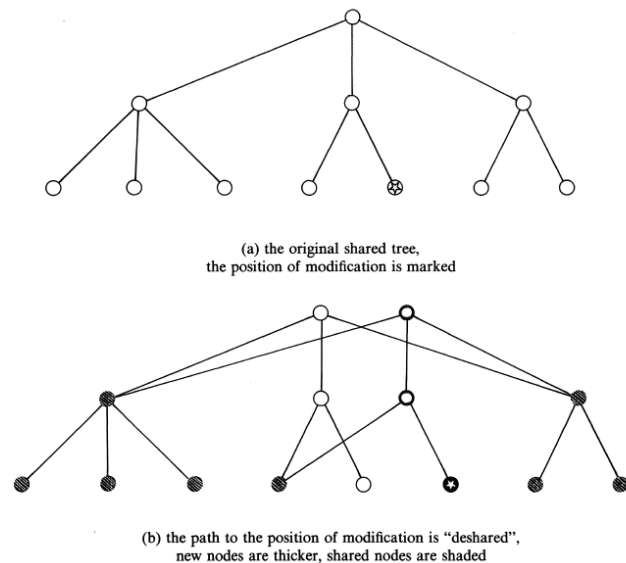 (a) the original shared tree,
the position of modification is marked
(b) the path to the position of modification is “deshared”,
new nodes are thicker, shared nodes are shaded